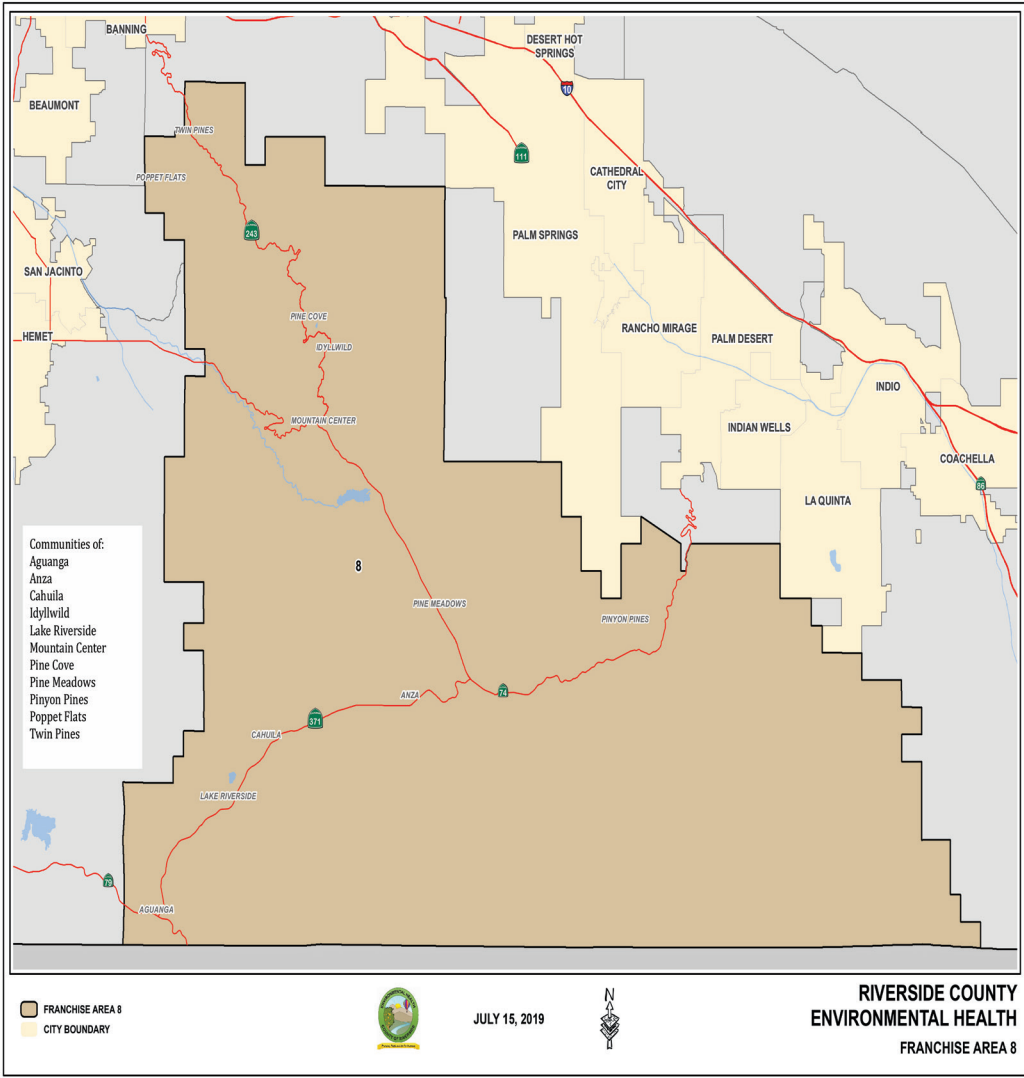 BANNING
DESERT HOT
SPRINGS
10
BEAUMONT
TWIN PINES
111
CATHEDRAL
CITY
POPPET FLATS
243
PALM SPRINGS
SAN JACINTO
PINE COVE
RANCHO MIRAGE
HEMET
PALM DESERT
IDYLLWILD
INDIO
MOUNTAIN CENTER
INDIAN WELLS
COACHELLA
86
LA QUINTA
Communities of:
Aguanga
Anza
Cahuila
Idyllwild
Lake Riverside
Mountain Center
Pine Cove
Pine Meadows
Pinyon Pines
Poppet Flats
Twin Pines
8
PINE MEADOWS
PINYON PINES
ANZA
74
371
CAHUILA
LAKE RIVERSIDE
79
AGUANGA
FRANCHISE AREA 8
CITY BOUNDARY
ENVIRONMENTAL HEALTH
JULY 15, 2019
N
RIVERSIDE COUNTY
ENVIRONMENTAL HEALTH
FRANCHISE AREA 8